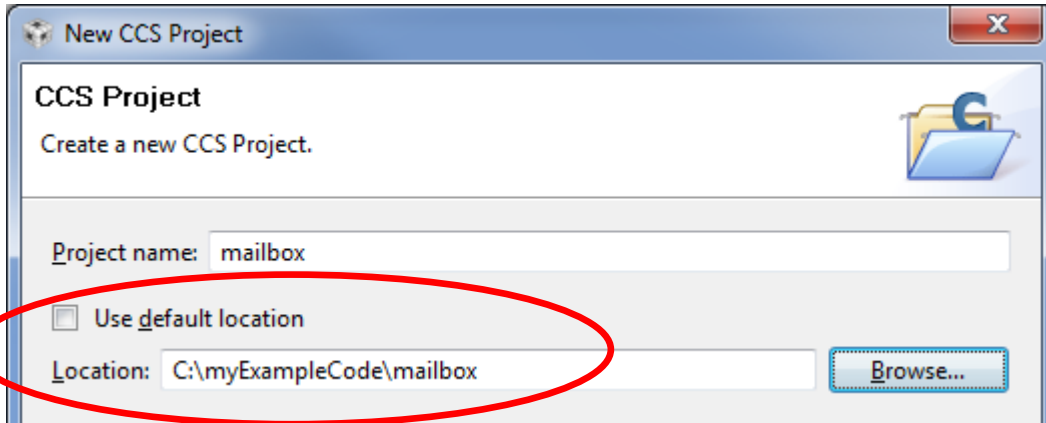 New CCS Project
CCS Project
Create a new CCS Project.
Project name: mailbox
Use default location
Location: C:\myExampleCode\mailbox Browse...